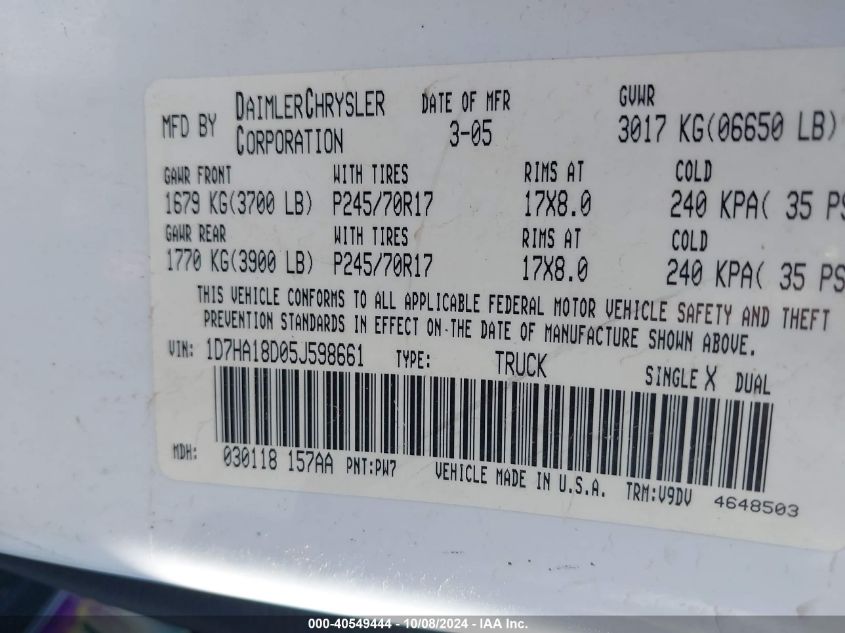 MFD BY DAIMLERCHRYSLER CORPORATION DATE OF MFR 3-05 GVWR 3017 KG(06650 LB)
GAWR FRONT WITH TIRES RIMS AT COLD
1679 KG(3700 LB) P245/70R17 17X8.0 240 KPA( 35 PS
GAWR REAR WITH TIRES RIMS AT COLD
1770 KG(3900 LB) P245/70R17 17X8.0 240 KPA( 35 PS
THIS VEHICLE CONFORMS TO ALL APPLICABLE FEDERAL MOTOR VEHICLE SAFETY AND THEFT
PREVENTION STANDARDS IN EFFECT ON THE DATE OF MANUFACTURE SHOWN ABOVE.
VIN: 1D7HA18D05J598661 TYPE: TRUCK SINGLE X DUAL
MDH: 030118 157AA PNT:PW7 VEHICLE MADE IN U.S.A. TRM:V9DV 4648503
000-40549444 - 10/08/2024 - IAA Inc.